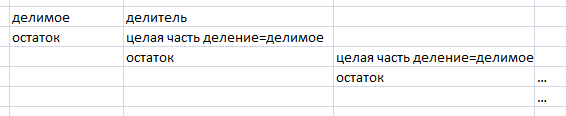 делимое делитель
остаток целая часть деление=делимое
остаток целая часть деление=делимое
остаток ...
...